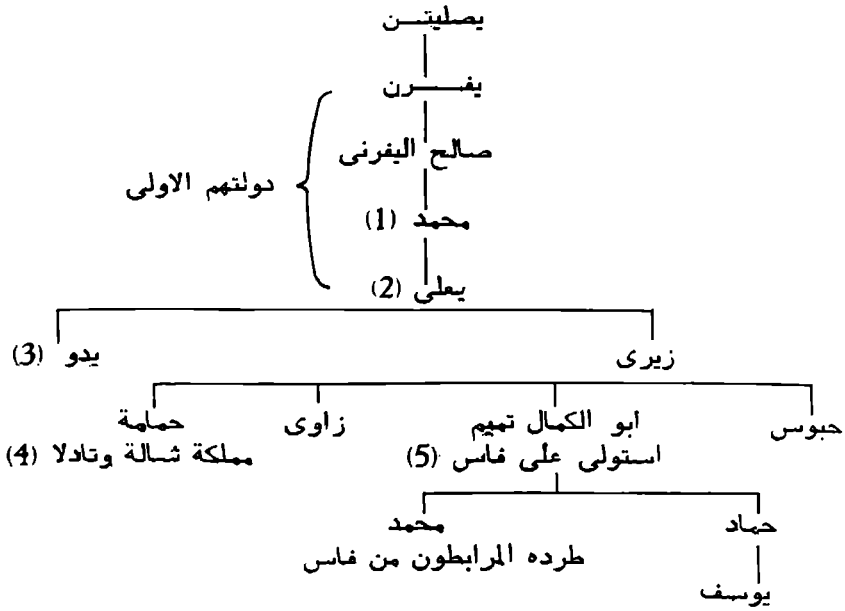 يصليتن
يفرن
صالح اليفرنى
دولتهم الاولى
محمد (1)
يعلى (2)
زيرى
يدو (3)
حبوس
ابو الكمال تميم
زاوى
حمامة
استولى على فاس (5)
مملكة شالة وتادلا (4)
حماد
محمد
طرده المرابطون من فاس
يوسف